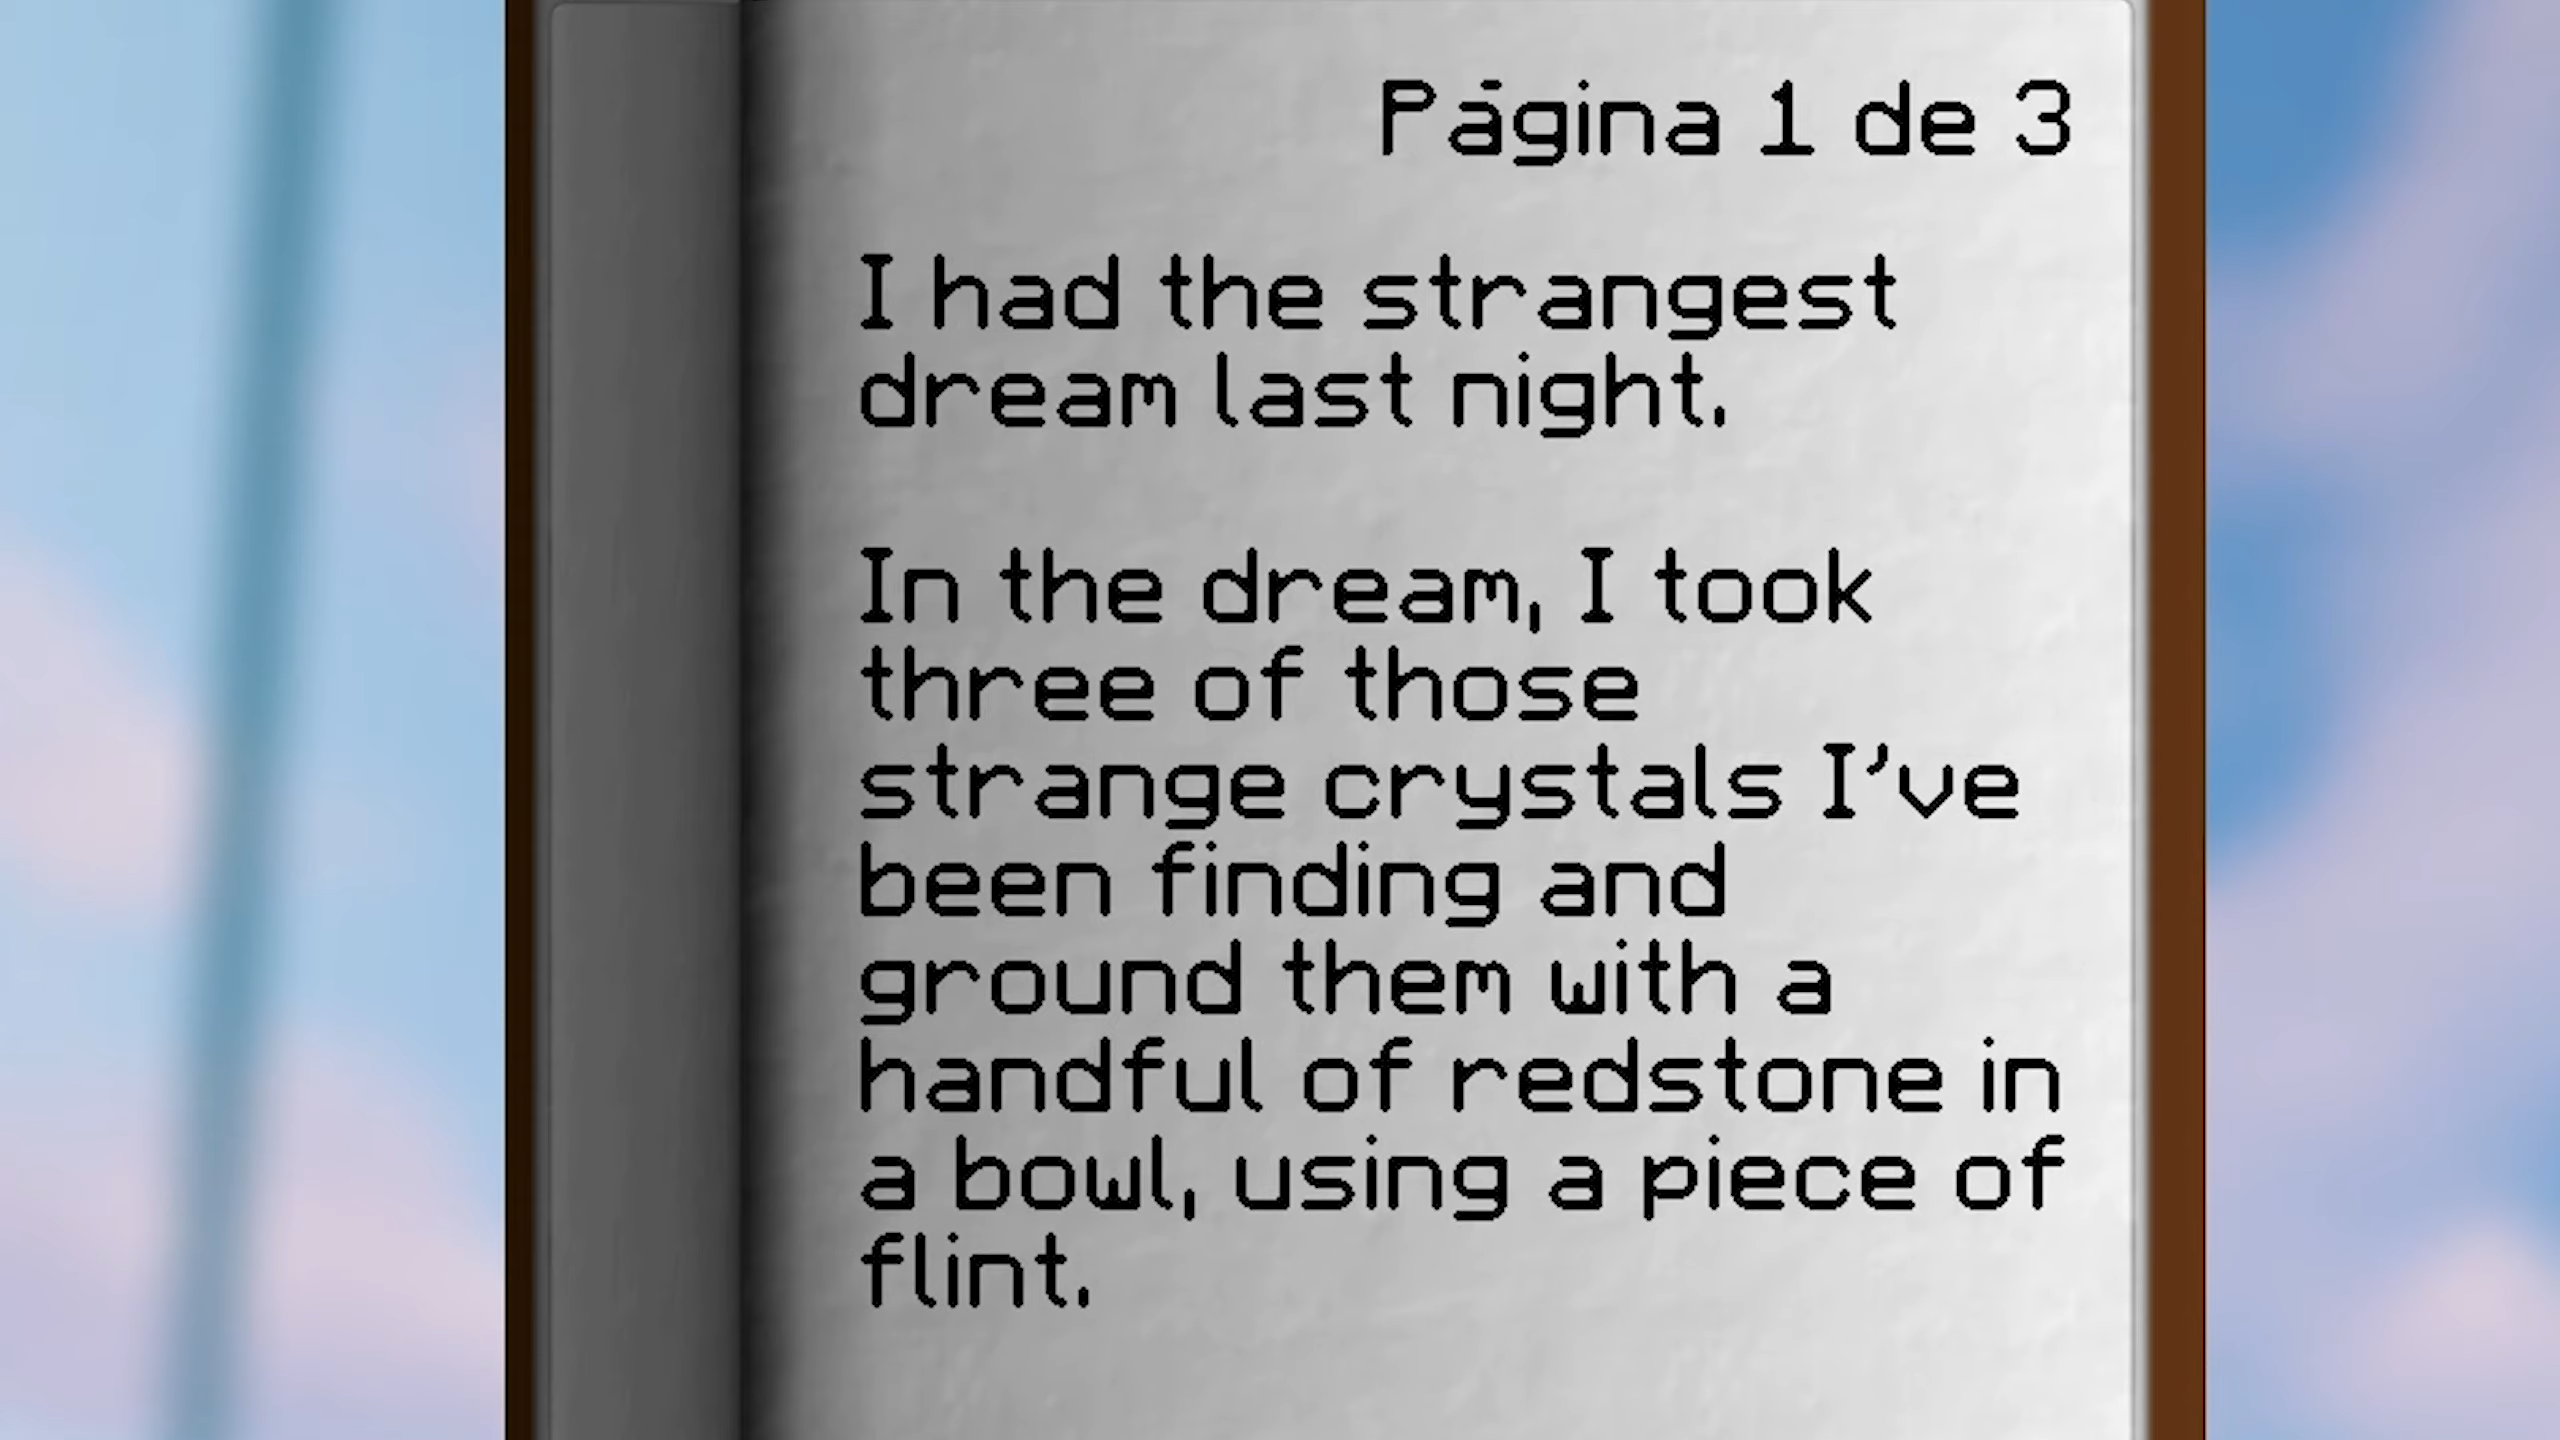 Página 1 de 3
I had the strangest
dream last night.
In the dream, I took
three of those
strange crystals I've
been finding and
ground them with a
handful of redstone in
a bowl, using a piece of
flint.